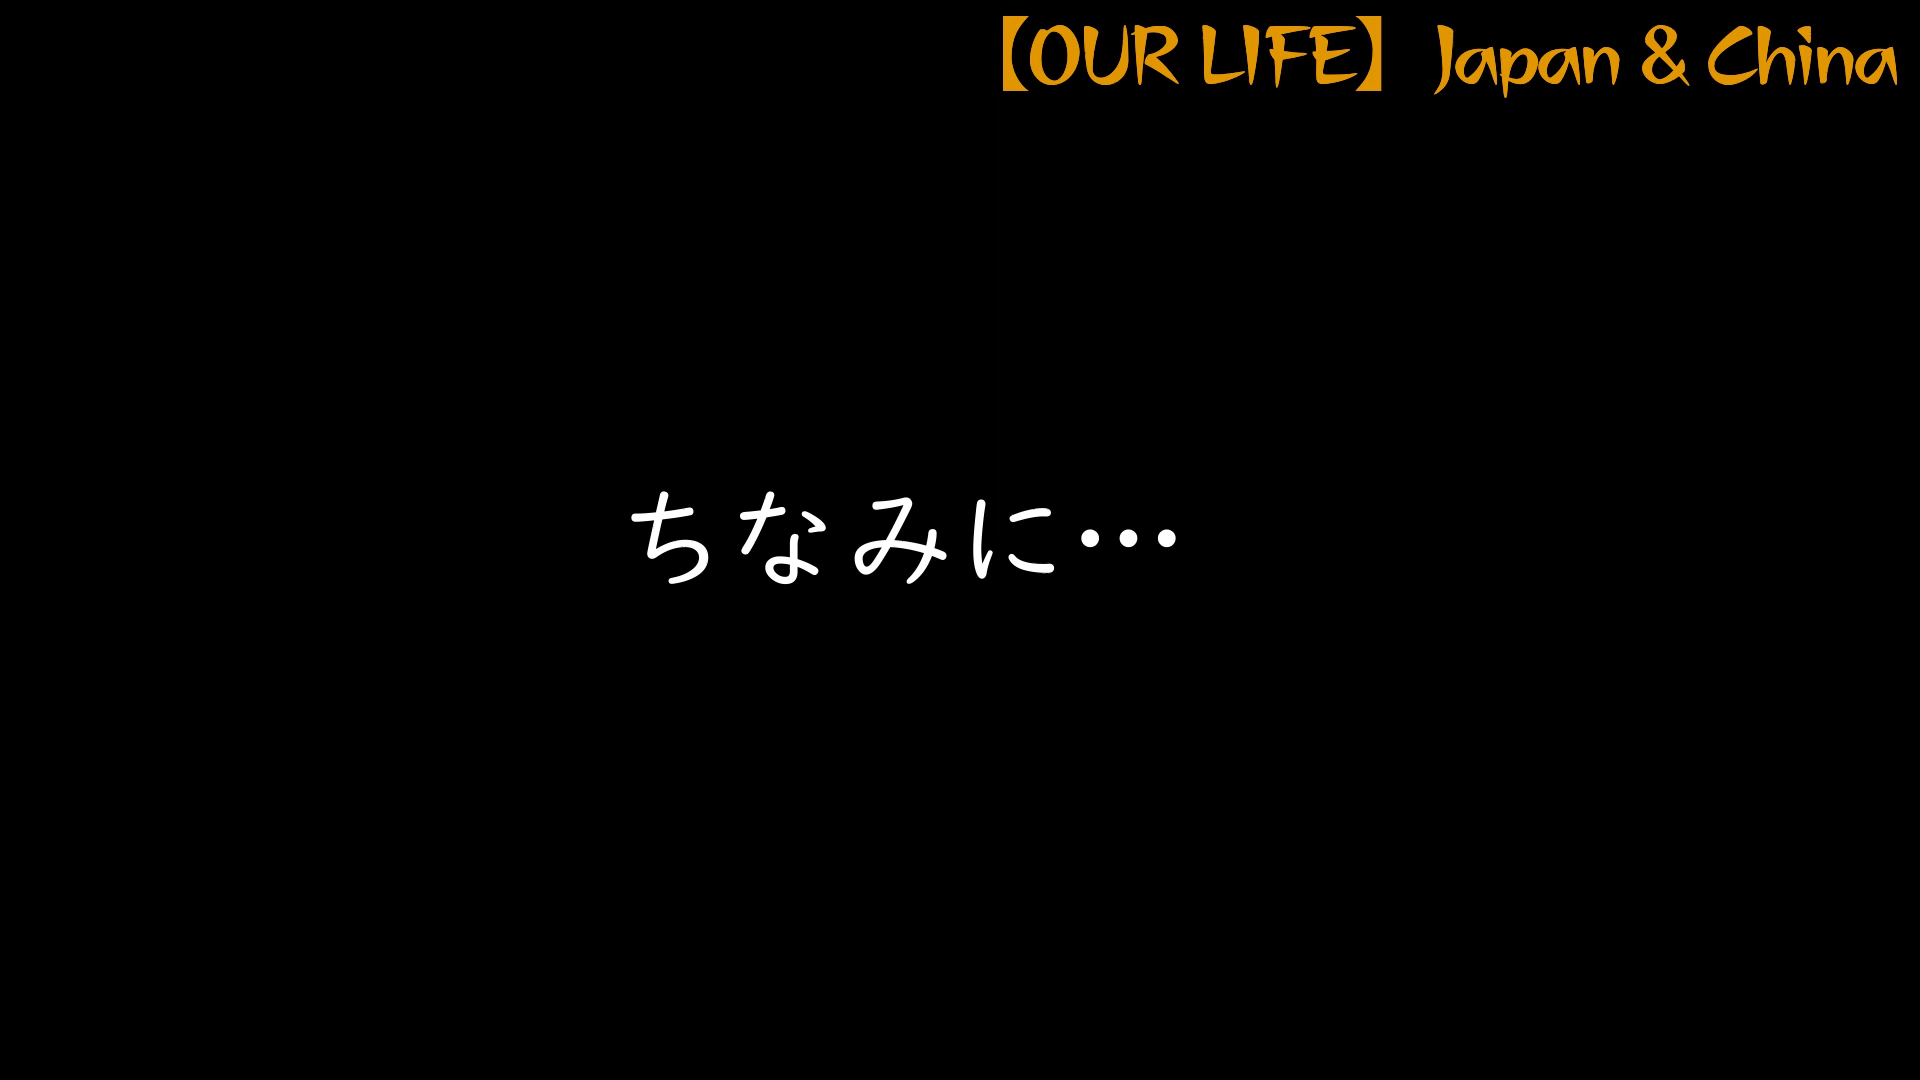 【OUR LIFE】 Japan & China
ちなみに…